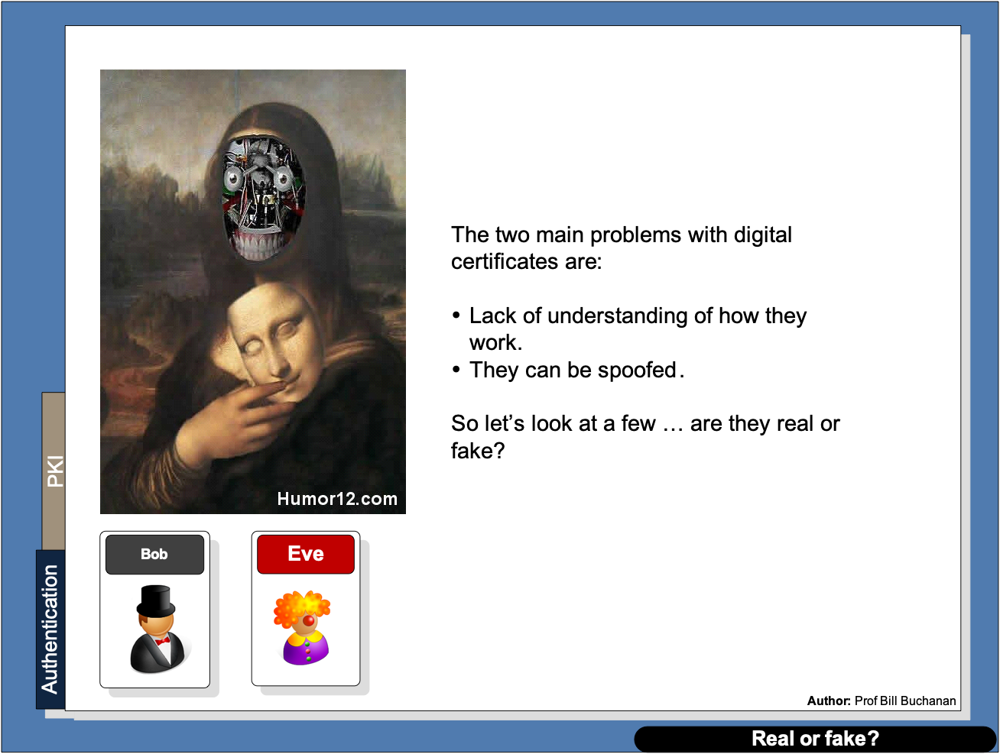 The two main problems with digital
certificates are:
• Lack of understanding of how they
work.
• They can be spoofed.
So let’s look at a few … are they real or
fake?
Humor12.com
Bob
Eve
PKI
Authentication
Author: Prof Bill Buchanan
Real or fake?